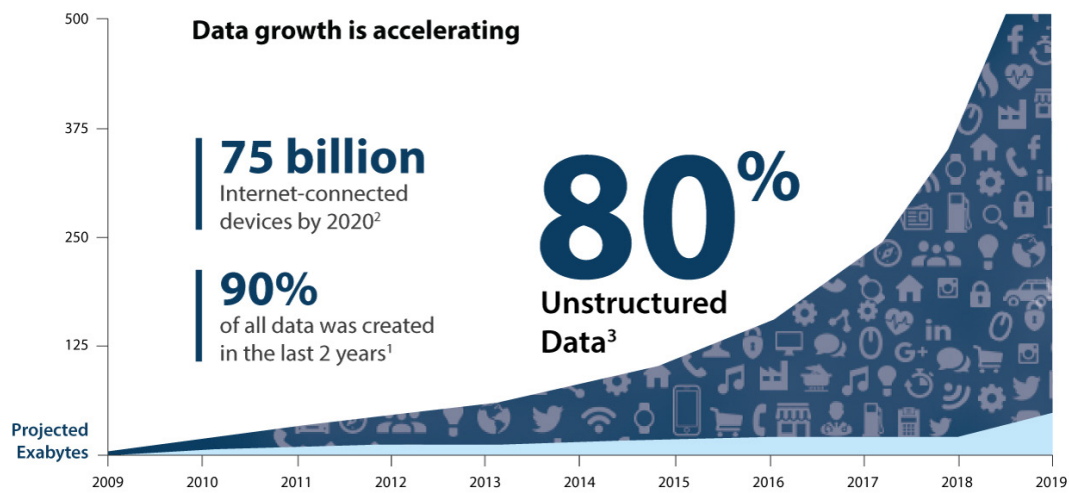 Data growth is accelerating
500
375
250
125
Projected
Exabytes
75 billion
Internet-connected
devices by 2020²
90%
of all data was created
in the last 2 years¹
80%
Unstructured
Data³
f
f
in
in
G+
2009 2010 2011 2012 2013 2014 2015 2016 2017 2018 2019